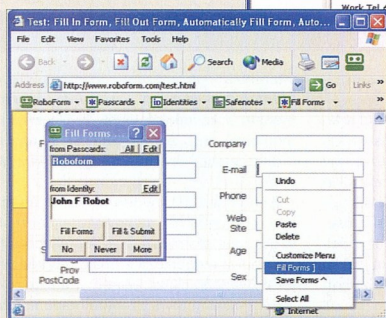 Work Tel
Test: Fill In Form, Fill Out Form, Automatically Fill Form, Auto...
File Edit View Favorites Tools Help
Back Search Media
Address http://www.roboform.com/test.html Go Links »
RoboForm Passcards Identities Safenotes Fill Forms »
Fill Forms ...
from Passcards: All Edit
Roboform
from Identity: Edit
John F Robot
Fill Forms Fill & Submit
No Never More
Company
E-mail
Phone
Web
Site
Age
Sex
Prov
PostCode
Undo
Cut
Copy
Paste
Delete
Customize Menu
Fill Forms ]
Save Forms ^
Select All
Internet